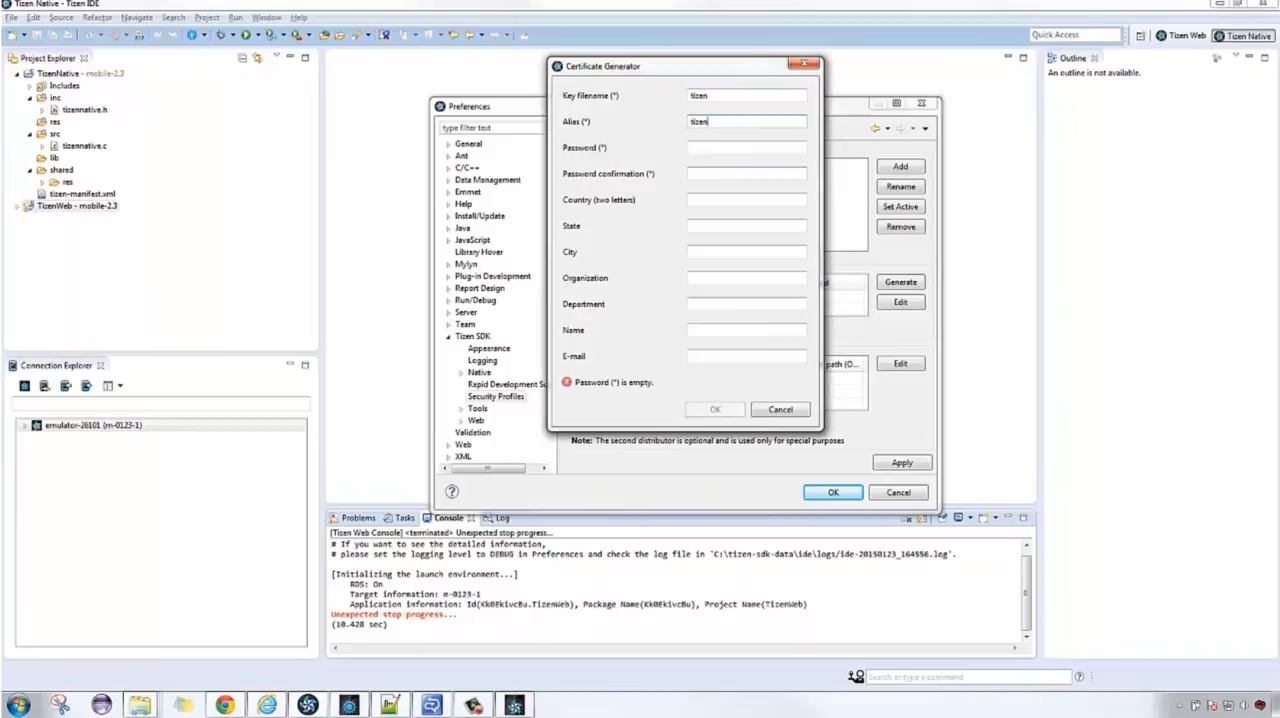 Tizen Native - Tizen IDE
File Edit Source Refactor Navigate Search Project Run Window Help
Quick Access
Tizen Web
Tizen Native
Project Explorer
TizenNative - mobile-2.3
Includes
inc
tizennative.h
res
src
tizennative.c
lib
shared
res
tizen-manifest.xml
TizenWeb - mobile-2.3
Connection Explorer
emulator-26101 (m-0123-1)
Preferences
type filter text
General
Ant
C/C++
Data Management
Emmet
Help
Install/Update
Java
JavaScript
Library Hover
Mylyn
Plug-in Development
Report Design
Run/Debug
Server
Team
Tizen SDK
Appearance
Logging
Native
Rapid Development Su
Security Profiles
Tools
Web
Validation
Web
XML
Add
Rename
Set Active
Remove
Generate
Edit
path (O...
Edit
Note: The second distributor is optional and is used only for special purposes
Apply
OK
Cancel
Certificate Generator
Key filename (*) tizen
Alias (*) tizen
Password (*)
Password confirmation (*)
Country (two letters)
State
City
Organization
Department
Name
E-mail
Password (*) is empty.
OK
Cancel
Outline
An outline is not available.
Problems Tasks Console Log
[Tizen Web Console] <terminated> Unexpected stop progress...
# If you want to see the detailed information,
# please set the logging level to DEBUG in Preferences and check the log file in 'C:\tizen-sdk-data\ide\logs/ide-20150123_164556.log'.
[Initializing the launch environment...]
RDS: On
Target information: m-0123-1
Application information: Id(Kk0EkivcBu.TizenWeb), Package Name(Kk0EkivcBu), Project Name(TizenWeb)
Unexpected stop progress...
(10.428 sec)
Search or type a command